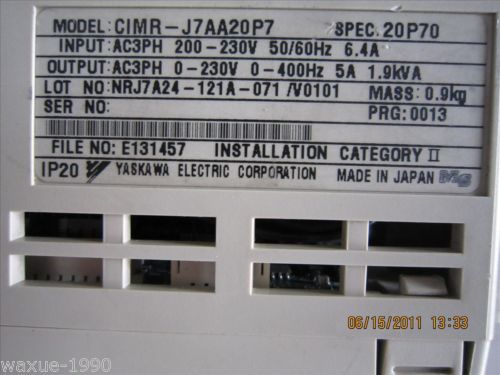 MODEL: CIMR-J7AA20P7 SPEC: 20P70
INPUT: AC3PH 200-230V 50/60Hz 6.4A
OUTPUT: AC3PH 0-230V 0-400Hz 5A 1.9kVA
LOT NO: NRJ7A24-121A-071 /V0101 MASS: 0.9kg
SER NO: PRG: 0013
FILE NO: E131457 INSTALLATION CATEGORY II
IP20 YASKAWA ELECTRIC CORPORATION MADE IN JAPAN
06/15/2011 13:33
waxue-1990